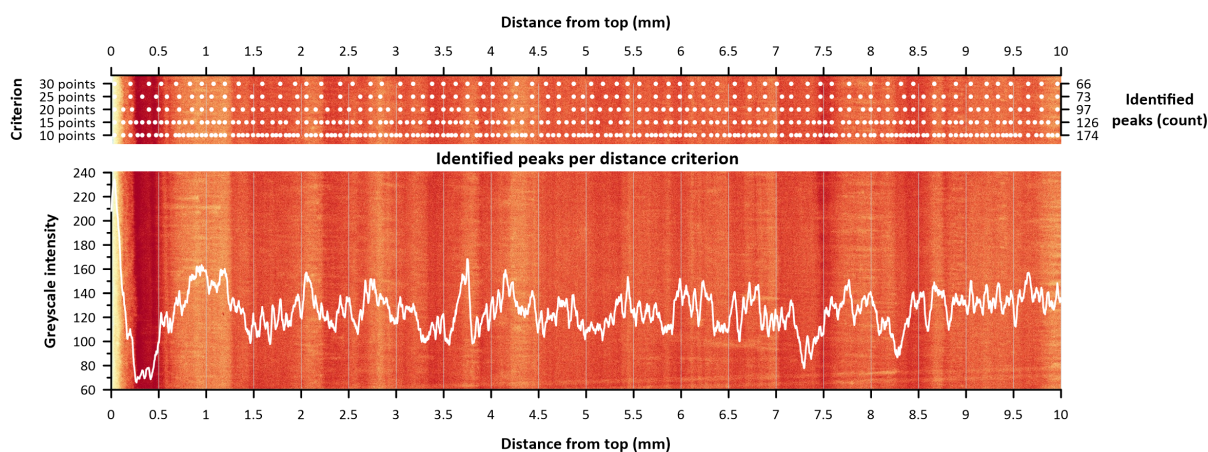 Distance from top (mm)
0 0.5 1 1.5 2 2.5 3 3.5 4 4.5 5 5.5 6 6.5 7 7.5 8 8.5 9 9.5 10
Criterion
30 points 66
25 points 73
20 points 97
15 points 126
10 points 174
Identified
peaks (count)
Identified peaks per distance criterion
Greyscale intensity
240
220
200
180
160
140
120
100
80
60
0 0.5 1 1.5 2 2.5 3 3.5 4 4.5 5 5.5 6 6.5 7 7.5 8 8.5 9 9.5 10
Distance from top (mm)